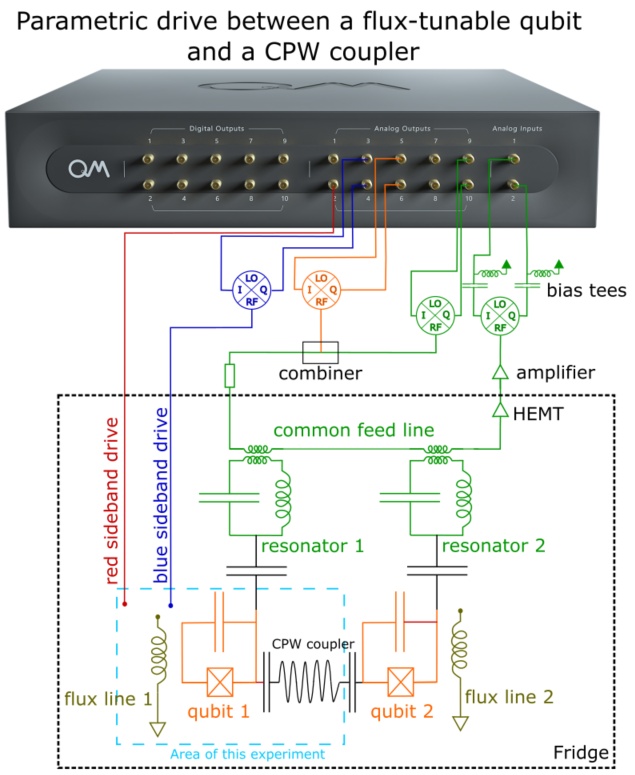 Parametric drive between a flux-tunable qubit
and a CPW coupler
Digital Outputs
Analog Outputs
Analog Inputs
1 3 5 7 9 1 3 5 7 9 1
QM
2 4 6 8 10 2 4 6 8 10 2
LO
I Q
RF
LO
I Q
RF
LO
I Q
RF
LO
I Q
RF
bias tees
combiner
amplifier
HEMT
common feed line
red sideband drive
blue sideband drive
resonator 1
resonator 2
CPW coupler
flux line 1
qubit 1
qubit 2
flux line 2
Area of this experiment
Fridge